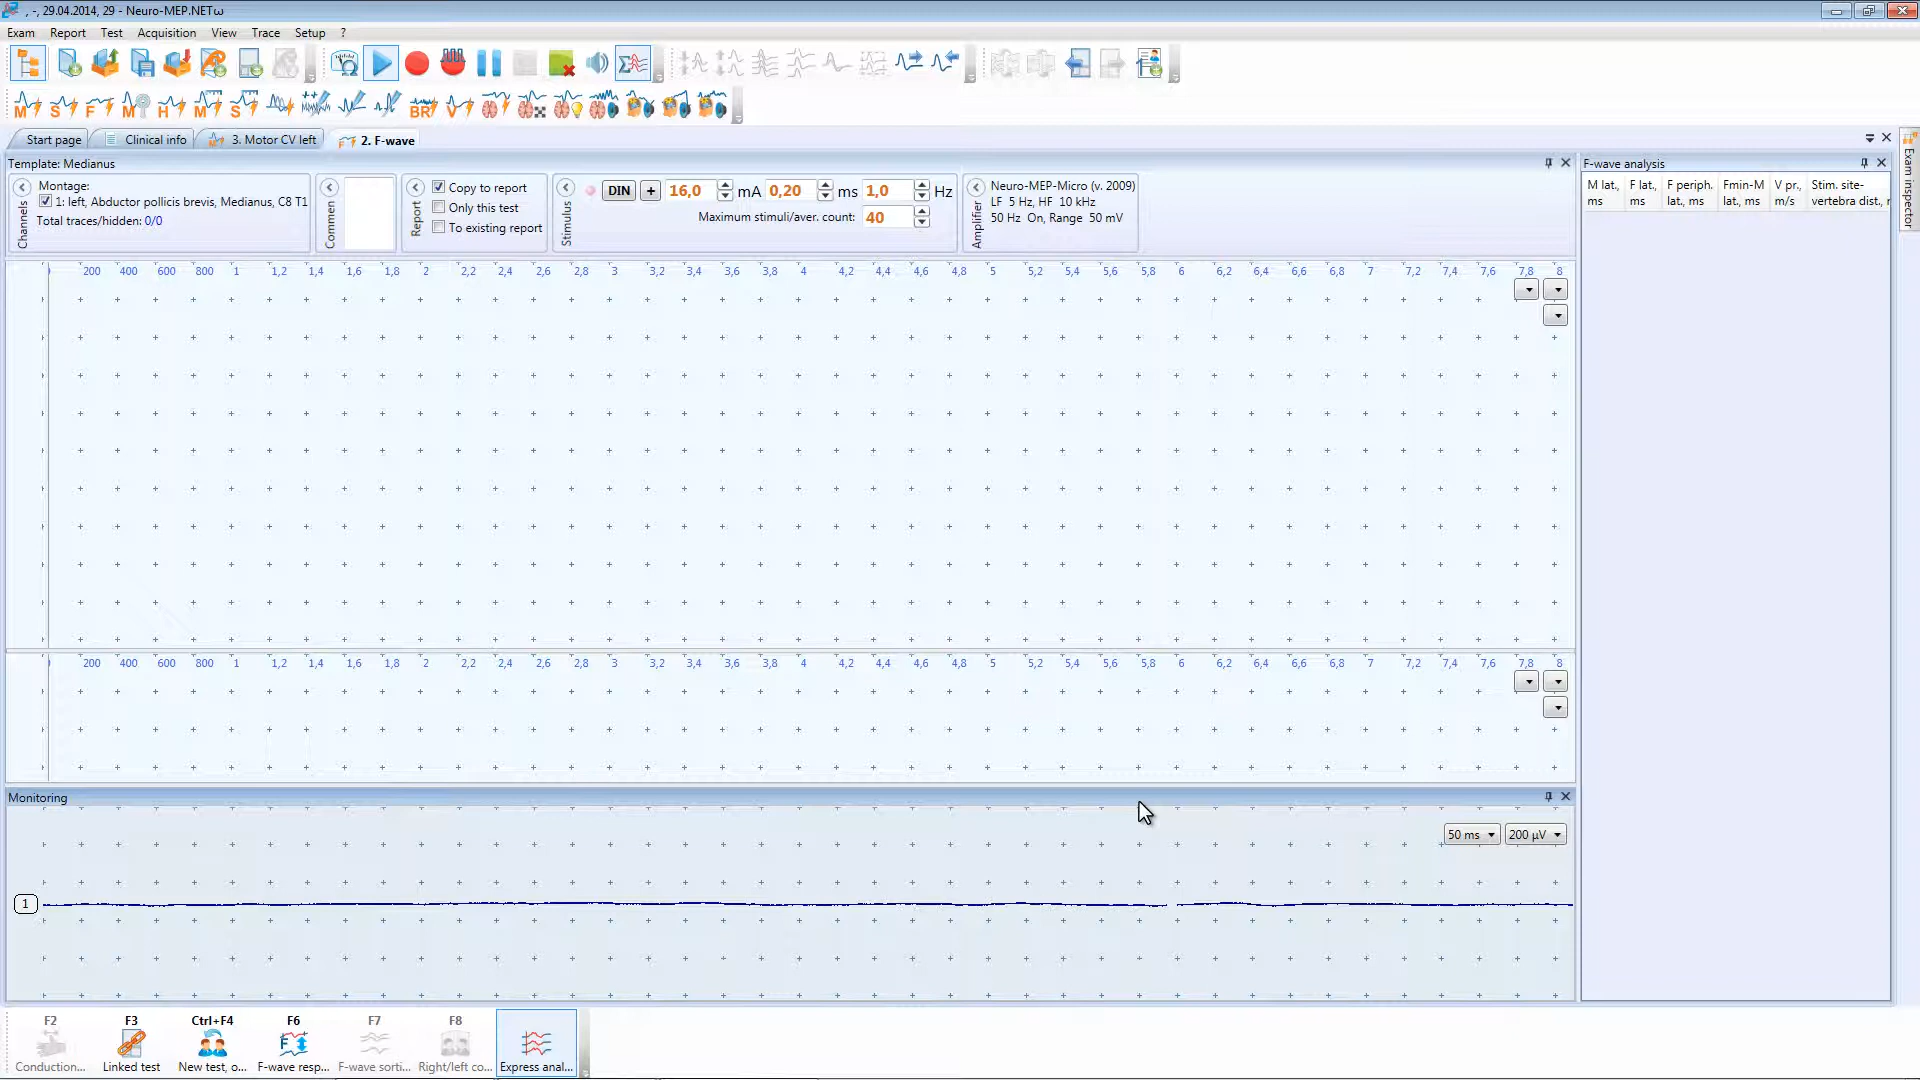 , -, 29.04.2014, 29 - Neuro-MEP.NETω
Exam Report Test Acquisition View Trace Setup ?
M S F M H M S BR V
Start page Clinical info 3. Motor CV left 2. F-wave
Template: Medianus
F-wave analysis
Exam inspector
Channels
Montage:
1: left, Abductor pollicis brevis, Medianus, C8 T1
Total traces/hidden: 0/0
Commen
Report
Copy to report
Only this test
To existing report
Stimulus
DIN + 16,0 mA 0,20 ms 1,0 Hz
Maximum stimuli/aver. count: 40
Amplifier
Neuro-MEP-Micro (v. 2009)
LF 5 Hz, HF 10 kHz
50 Hz On, Range 50 mV
M lat., ms
F lat., ms
F periph. lat., ms
Fmin-M lat., ms
V pr., m/s
Stim. site-vertebra dist.,
200 400 600 800 1 1,2 1,4 1,6 1,8 2 2,2 2,4 2,6 2,8 3 3,2 3,4 3,6 3,8 4 4,2 4,4 4,6 4,8 5 5,2 5,4 5,6 5,8 6 6,2 6,4 6,6 6,8 7 7,2 7,4 7,6 7,8 8
200 400 600 800 1 1,2 1,4 1,6 1,8 2 2,2 2,4 2,6 2,8 3 3,2 3,4 3,6 3,8 4 4,2 4,4 4,6 4,8 5 5,2 5,4 5,6 5,8 6 6,2 6,4 6,6 6,8 7 7,2 7,4 7,6 7,8 8
Monitoring
50 ms 200 µV
1
F2 F3 Ctrl+F4 F6 F7 F8
Conduction... Linked test New test, o... F-wave resp... F-wave sorti... Right/left co... Express anal...